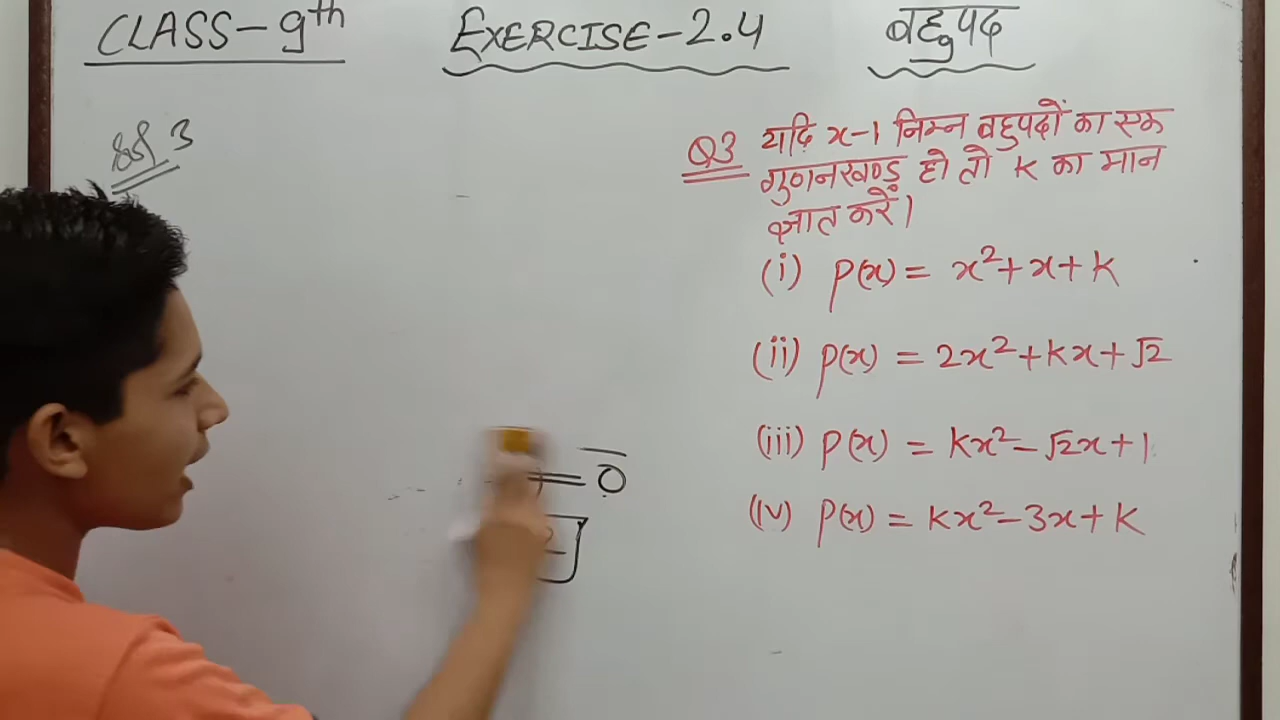 CLASS-9th
EXERCISE-2.4
बहुपद
हल 3
Q3 यदि x-1 निम्न बहुपदों का एक
गुणनखण्ड हो तो k का मान
ज्ञात करें।
(i) p(x) = x²+x+k
(ii) p(x) = 2x²+kx+√2
(iii) p(x) = kx²-√2x+1
(iv) p(x) = kx²-3x+k
= 0